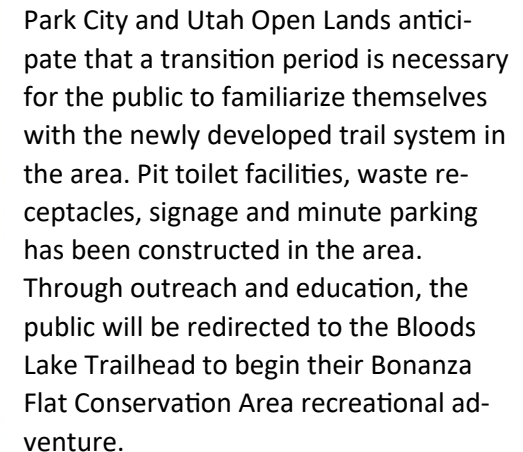 Park City and Utah Open Lands antici-
pate that a transition period is necessary
for the public to familiarize themselves
with the newly developed trail system in
the area. Pit toilet facilities, waste re-
ceptacles, signage and minute parking
has been constructed in the area.
Through outreach and education, the
public will be redirected to the Bloods
Lake Trailhead to begin their Bonanza
Flat Conservation Area recreational ad-
venture.